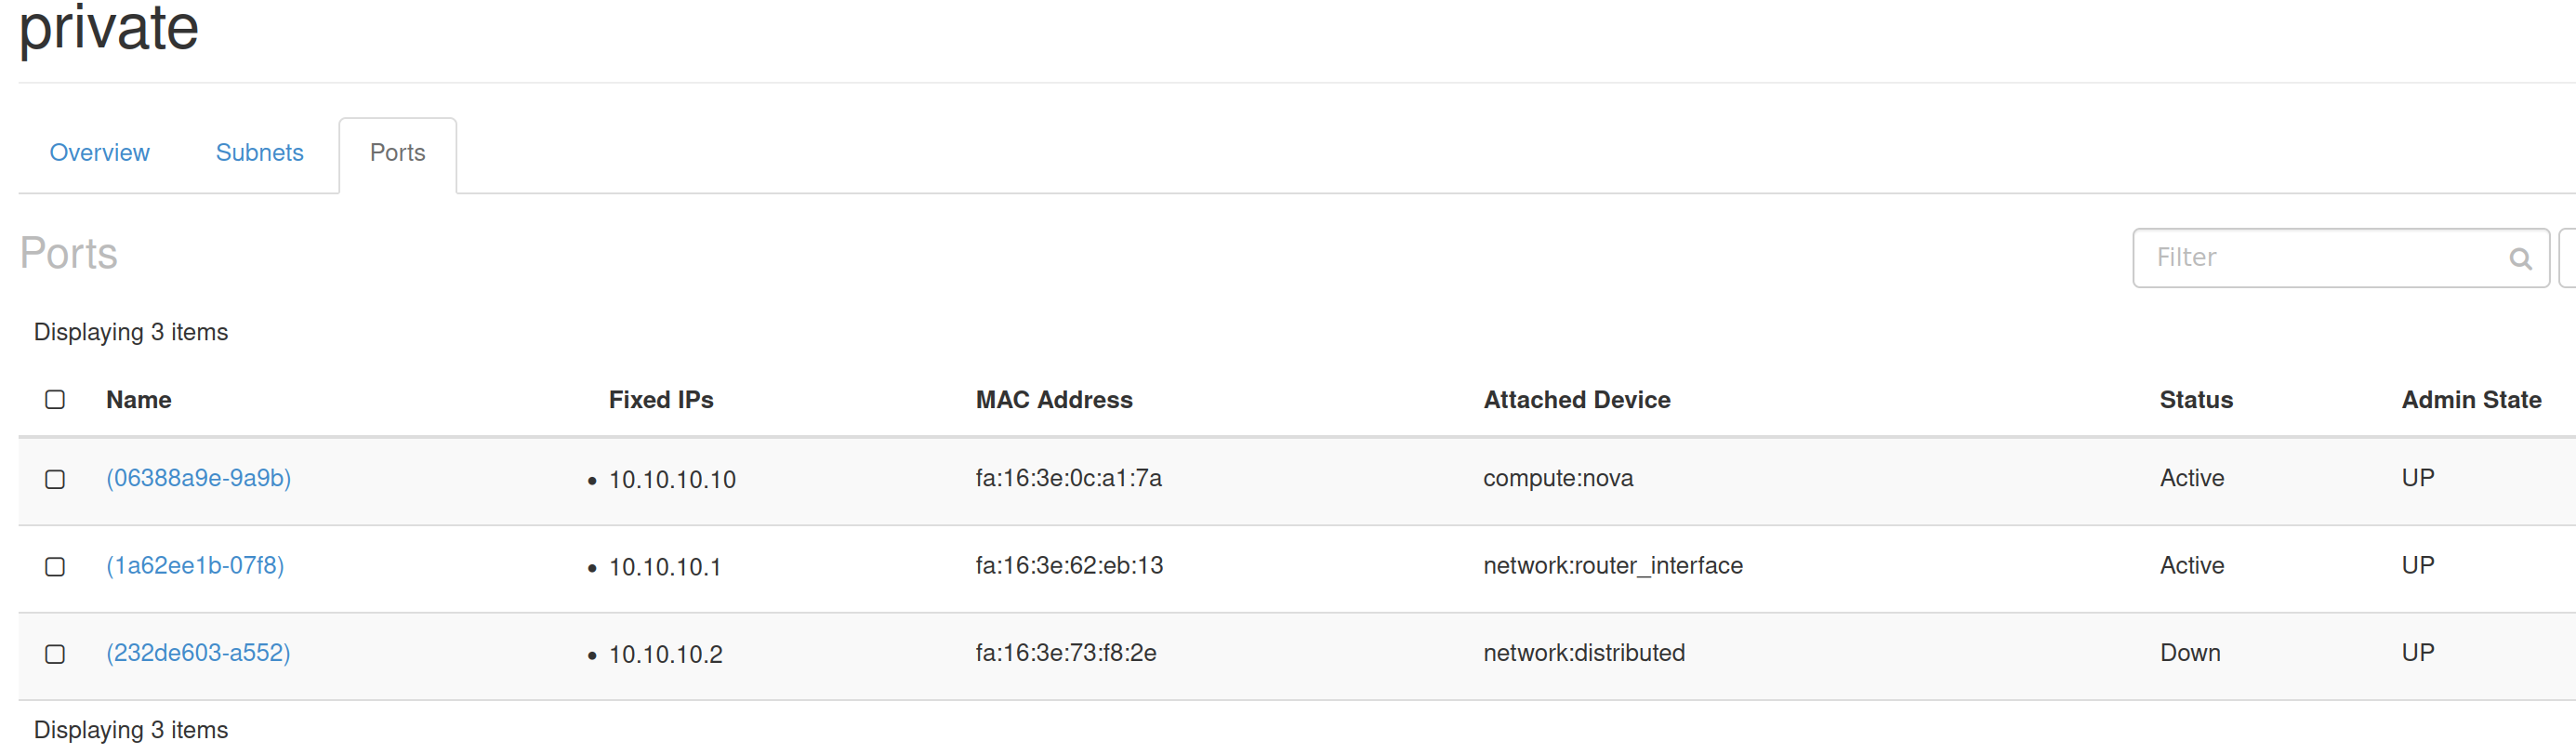 private
Overview Subnets Ports
Ports Filter
Displaying 3 items
Name Fixed IPs MAC Address Attached Device Status Admin State
(06388a9e-9a9b) • 10.10.10.10 fa:16:3e:0c:a1:7a compute:nova Active UP
(1a62ee1b-07f8) • 10.10.10.1 fa:16:3e:62:eb:13 network:router_interface Active UP
(232de603-a552) • 10.10.10.2 fa:16:3e:73:f8:2e network:distributed Down UP
Displaying 3 items